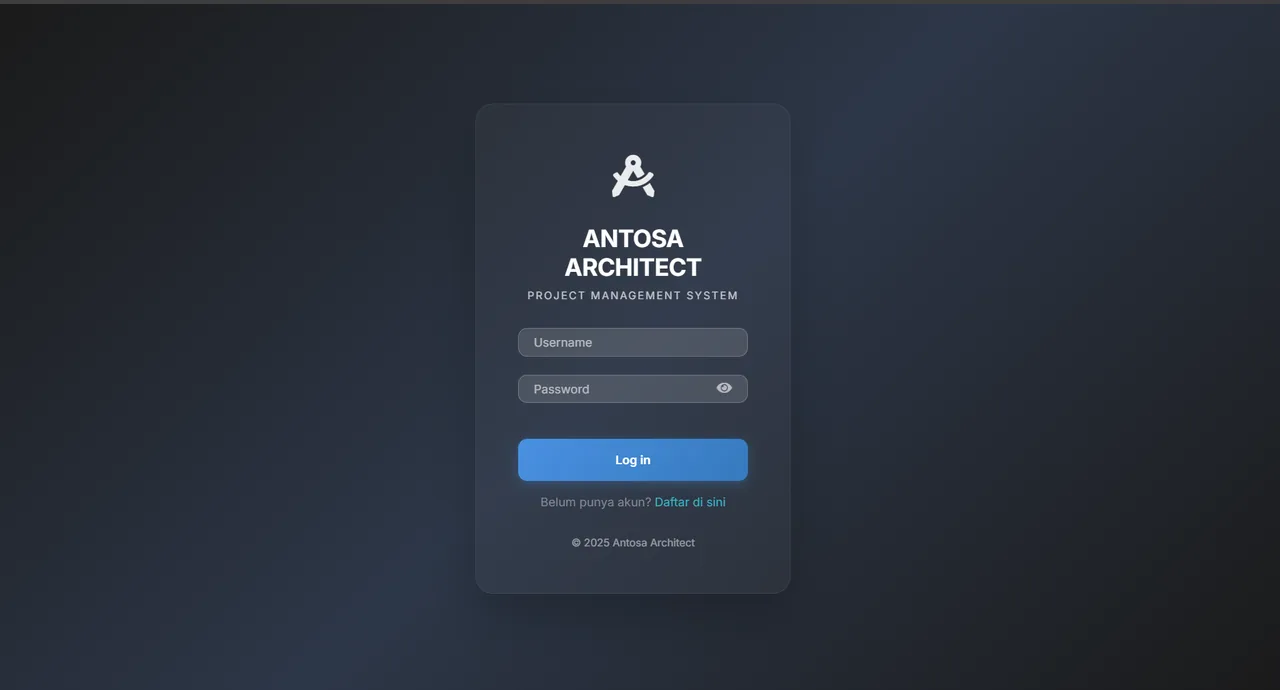 ANTOSA
ARCHITECT
PROJECT MANAGEMENT SYSTEM
Username
Password
Log in
Belum punya akun? Daftar di sini
© 2025 Antosa Architect